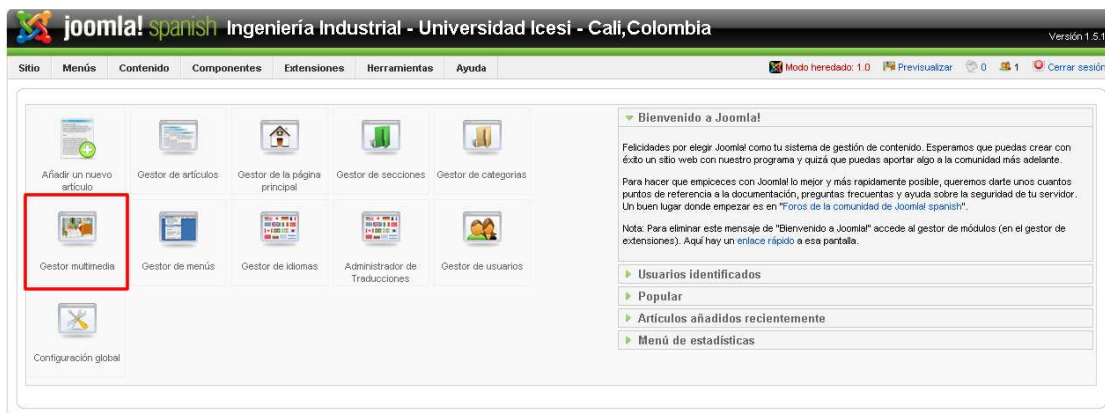 joomla! spanish Ingeniería Industrial - Universidad Icesi - Cali,Colombia
Versión 1.5.1
Sitio Menús Contenido Componentes Extensiones Herramientas Ayuda
Modo heredado: 1.0 Previsualizar 0 1 Cerrar sesión
Añadir un nuevo artículo
Gestor de artículos
Gestor de la página principal
Gestor de secciones
Gestor de categorias
Gestor multimedia
Gestor de menús
Gestor de idiomas
Administrador de Traducciones
Gestor de usuarios
Configuración global
Bienvenido a Joomla!
Felicidades por elegir Joomla! como tu sistema de gestión de contenido. Esperamos que puedas crear con
éxito un sitio web con nuestro programa y quizá que puedas aportar algo a la comunidad más adelante.
Para hacer que empiceces con Joomla! lo mejor y más rapidamente posible, queremos darte unos cuantos
puntos de referencia a la documentación, preguntas frecuentas y ayuda sobre la seguridad de tu servidor.
Un buen lugar donde empezar es en "Foros de la comunidad de Joomla! spanish".
Nota: Para eliminar este mensaje de "Bienvenido a Joomla!" accede al gestor de módulos (en el gestor de
extensiones). Aquí hay un enlace rápido a esa pantalla.
Usuarios identificados
Popular
Artículos añadidos recientemente
Menú de estadísticas